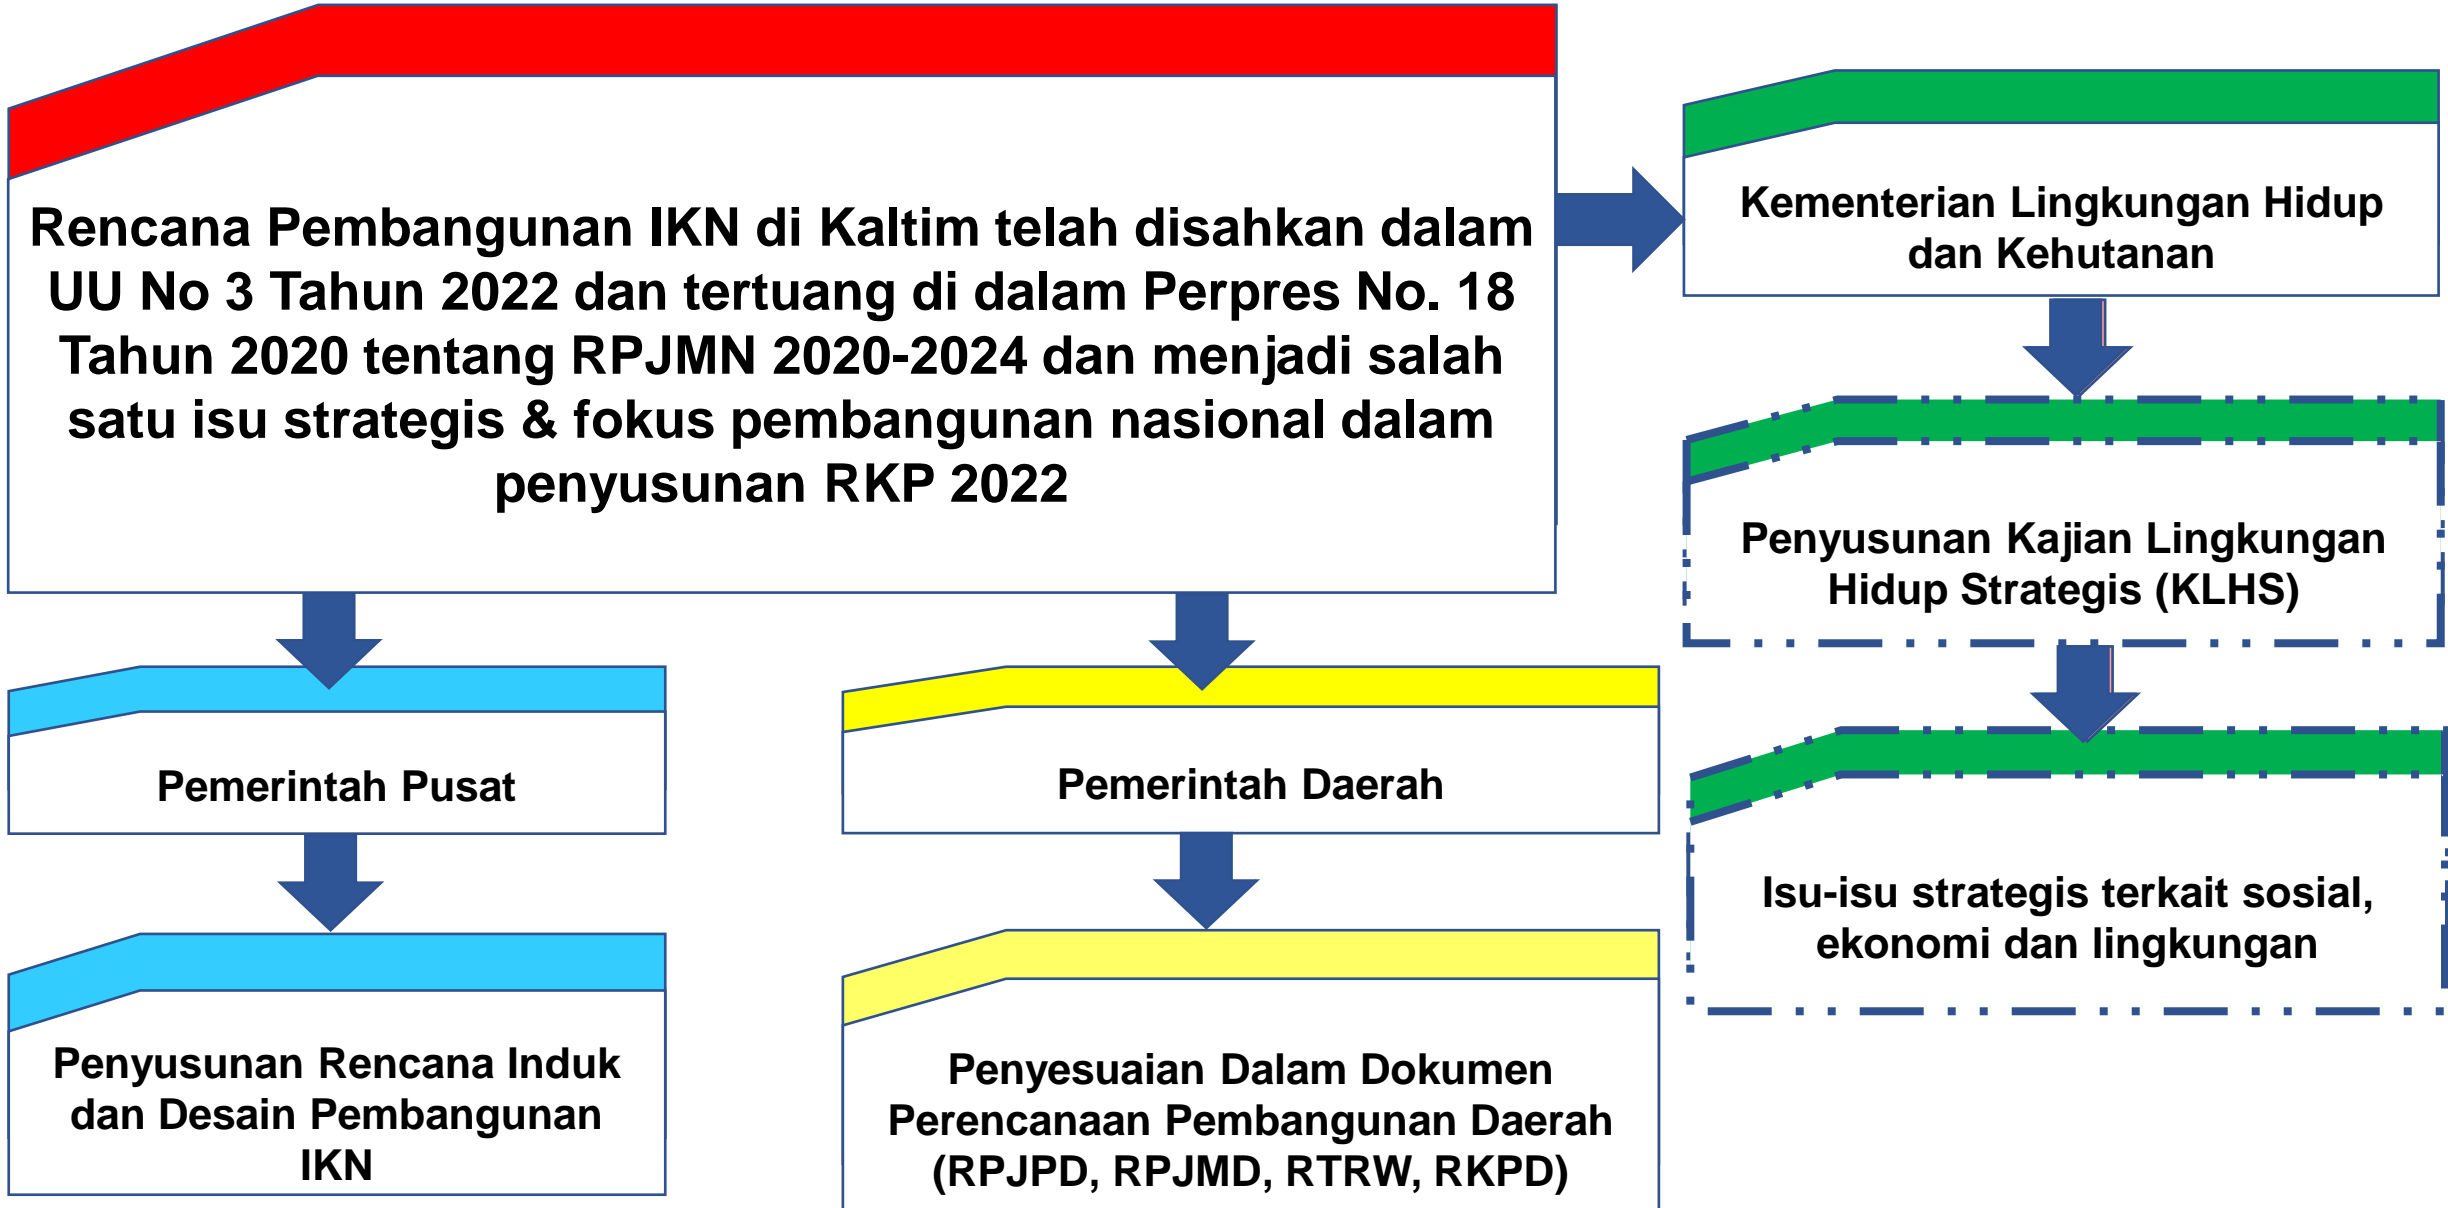 Rencana Pembangunan IKN di Kaltim telah disahkan dalam
UU No 3 Tahun 2022 dan tertuang di dalam Perpres No. 18
Tahun 2020 tentang RPJMN 2020-2024 dan menjadi salah
satu isu strategis & fokus pembangunan nasional dalam
penyusunan RKP 2022
Kementerian Lingkungan Hidup
dan Kehutanan
Penyusunan Kajian Lingkungan
Hidup Strategis (KLHS)
Isu-isu strategis terkait sosial,
ekonomi dan lingkungan
Pemerintah Pusat
Penyusunan Rencana Induk
dan Desain Pembangunan
IKN
Pemerintah Daerah
Penyesuaian Dalam Dokumen
Perencanaan Pembangunan Daerah
(RPJPD, RPJMD, RTRW, RKPD)